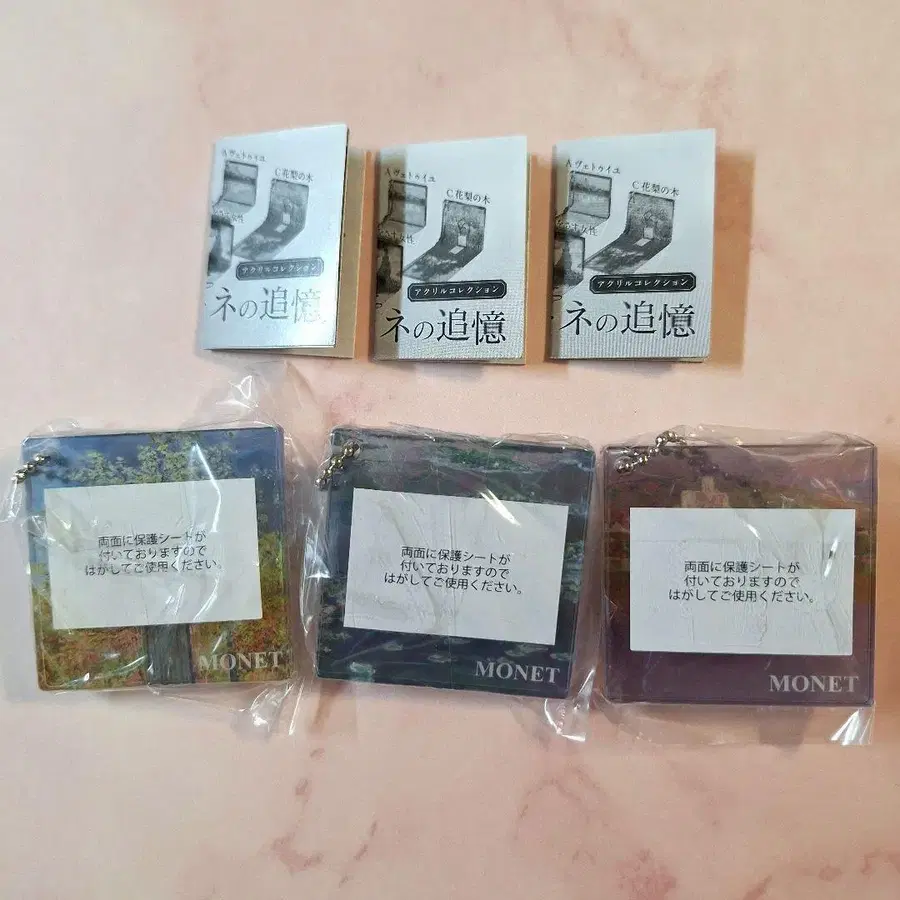 A ヴェトゥイユ
C 花梨の木
女性
アクリルコレクション
ネの追憶
A ヴェトゥイユ
C 花梨の木
す女性
アクリルコレクション
ネの追憶
A ヴェトゥイユ
C 花梨の木
す女性
アクリルコレクション
ネの追憶
両面に保護シートが
付いておりますので
はがしてご使用ください。
MONET
両面に保護シートが
付いておりますので
はがしてご使用ください。
MONET
両面に保護シートが
付いておりますので
はがしてご使用ください。
MONET